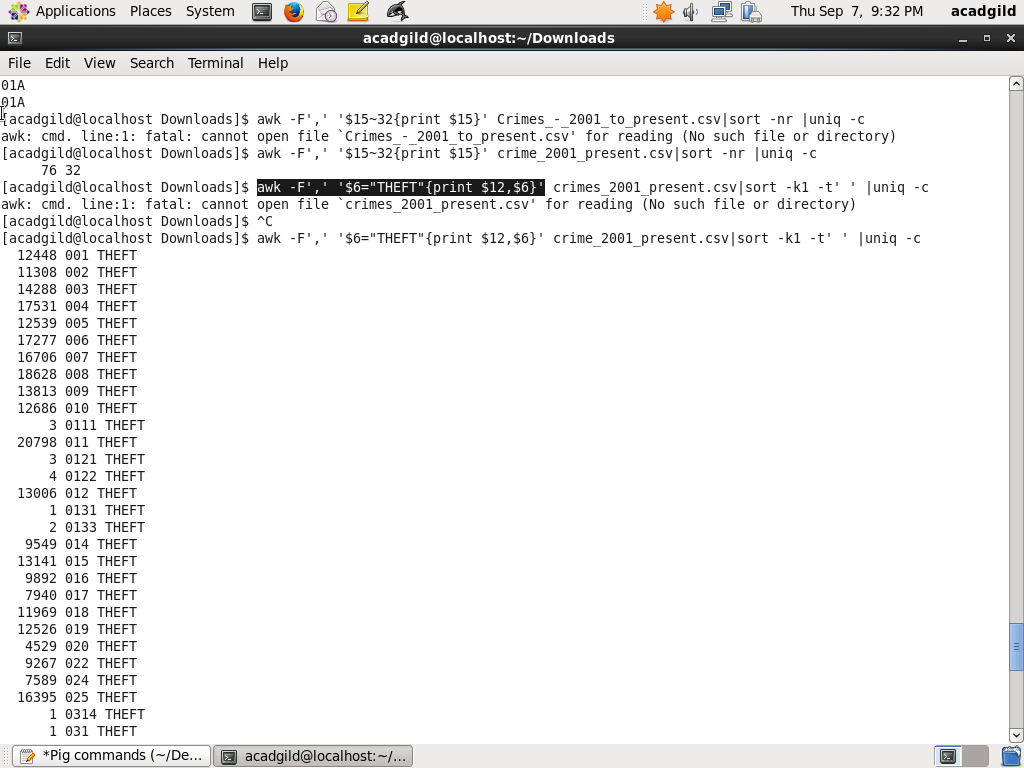 Applications Places System Thu Sep 7, 9:32 PM acadgild
acadgild@localhost:~/Downloads
File Edit View Search Terminal Help
01A
01A
[acadgild@localhost Downloads]$ awk -F',' '$15~32{print $15}' Crimes_-_2001_to_present.csv|sort -nr |uniq -c
awk: cmd. line:1: fatal: cannot open file `Crimes_-_2001_to_present.csv' for reading (No such file or directory)
[acadgild@localhost Downloads]$ awk -F',' '$15~32{print $15}' crime_2001_present.csv|sort -nr |uniq -c
     76 32
[acadgild@localhost Downloads]$ awk -F',' '$6="THEFT"{print $12,$6}' crimes_2001_present.csv|sort -k1 -t' ' |uniq -c
awk: cmd. line:1: fatal: cannot open file `crimes_2001_present.csv' for reading (No such file or directory)
[acadgild@localhost Downloads]$ ^C
[acadgild@localhost Downloads]$ awk -F',' '$6="THEFT"{print $12,$6}' crime_2001_present.csv|sort -k1 -t' ' |uniq -c
  12448 001 THEFT
  11308 002 THEFT
  14288 003 THEFT
  17531 004 THEFT
  12539 005 THEFT
  17277 006 THEFT
  16706 007 THEFT
  18628 008 THEFT
  13813 009 THEFT
  12686 010 THEFT
      3 0111 THEFT
  20798 011 THEFT
      3 0121 THEFT
      4 0122 THEFT
  13006 012 THEFT
      1 0131 THEFT
      2 0133 THEFT
   9549 014 THEFT
  13141 015 THEFT
   9892 016 THEFT
   7940 017 THEFT
  11969 018 THEFT
  12526 019 THEFT
   4529 020 THEFT
   9267 022 THEFT
   7589 024 THEFT
  16395 025 THEFT
      1 0314 THEFT
      1 031 THEFT
*Pig commands (~/De... acadgild@localhost:~/...